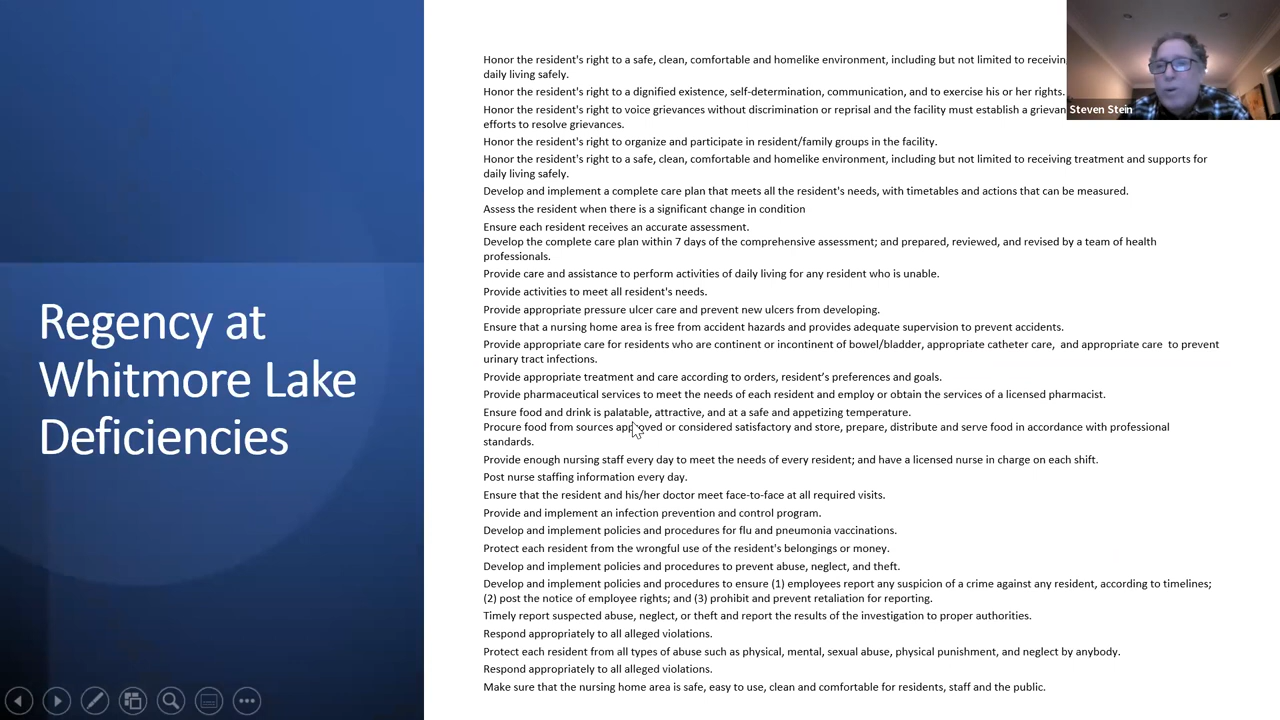 Regency at
Whitmore Lake
Deficiencies
Honor the resident's right to a safe, clean, comfortable and homelike environment, including but not limited to receiving
daily living safely.
Honor the resident's right to a dignified existence, self-determination, communication, and to exercise his or her rights.
Honor the resident's right to voice grievances without discrimination or reprisal and the facility must establish a
efforts to resolve grievances.
Honor the resident's right to organize and participate in resident/family groups in the facility.
Honor the resident's right to a safe, clean, comfortable and homelike environment, including but not limited to receiving treatment and supports for
daily living safely.
Develop and implement a complete care plan that meets all the resident's needs, with timetables and actions that can be measured.
Assess the resident when there is a significant change in condition
Ensure each resident receives an accurate assessment.
Develop the complete care plan within 7 days of the comprehensive assessment; and prepared, reviewed, and revised by a team of health
professionals.
Provide care and assistance to perform activities of daily living for any resident who is unable.
Provide activities to meet all resident's needs.
Provide appropriate pressure ulcer care and prevent new ulcers from developing.
Ensure that a nursing home area is free from accident hazards and provides adequate supervision to prevent accidents.
Provide appropriate care for residents who are continent or incontinent of bowel/bladder, appropriate catheter care, and appropriate care to prevent
urinary tract infections.
Provide appropriate treatment and care according to orders, resident’s preferences and goals.
Provide pharmaceutical services to meet the needs of each resident and employ or obtain the services of a licensed pharmacist.
Ensure food and drink is palatable, attractive, and at a safe and appetizing temperature.
Procure food from sources approved or considered satisfactory and store, prepare, distribute and serve food in accordance with professional
standards.
Provide enough nursing staff every day to meet the needs of every resident; and have a licensed nurse in charge on each shift.
Post nurse staffing information every day.
Ensure that the resident and his/her doctor meet face-to-face at all required visits.
Provide and implement an infection prevention and control program.
Develop and implement policies and procedures for flu and pneumonia vaccinations.
Protect each resident from the wrongful use of the resident's belongings or money.
Develop and implement policies and procedures to prevent abuse, neglect, and theft.
Develop and implement policies and procedures to ensure (1) employees report any suspicion of a crime against any resident, according to timelines;
(2) post the notice of employee rights; and (3) prohibit and prevent retaliation for reporting.
Timely report suspected abuse, neglect, or theft and report the results of the investigation to proper authorities.
Respond appropriately to all alleged violations.
Protect each resident from all types of abuse such as physical, mental, sexual abuse, physical punishment, and neglect by anybody.
Respond appropriately to all alleged violations.
Make sure that the nursing home area is safe, easy to use, clean and comfortable for residents, staff and the public.
Steven Stein